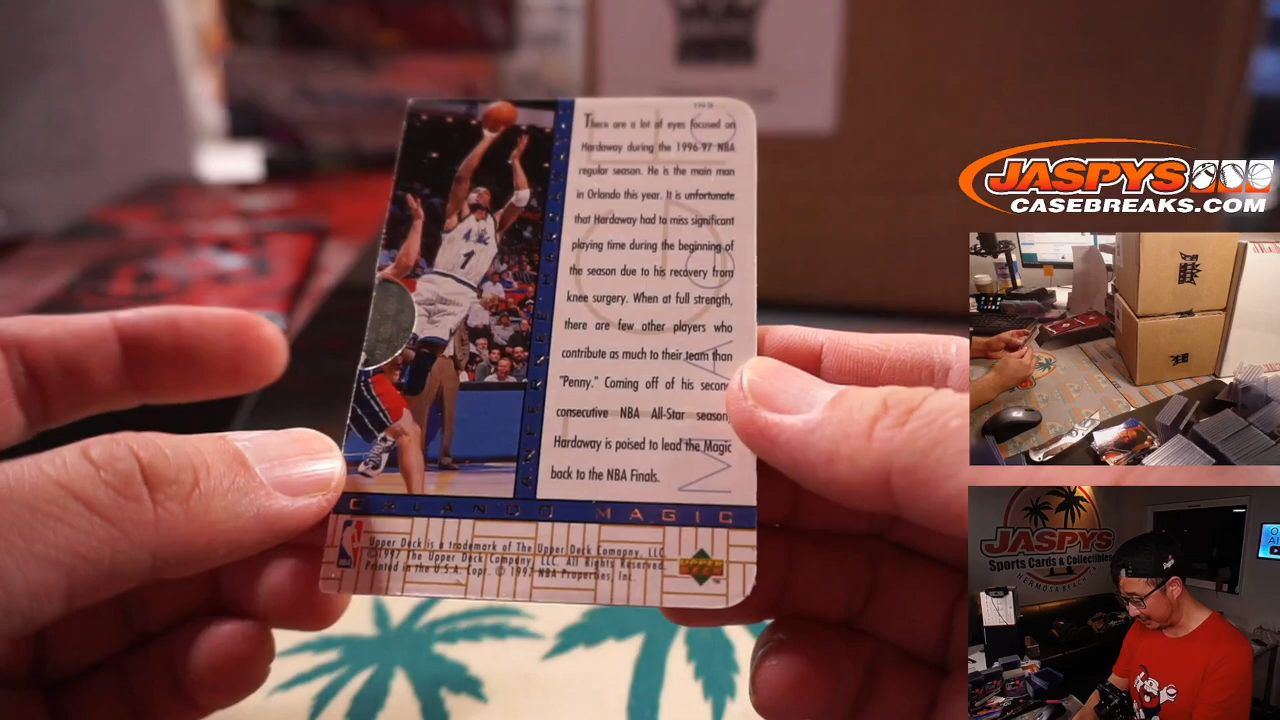 There are a lot of eyes focused on
Hardaway during the 1996-97 NBA
regular season. He is the main man
in Orlando this year. It is unfortunate
that Hardaway had to miss significant
playing time during the beginning of
the season due to his recovery from
knee surgery. When at full strength,
there are few other players who
contribute as much to their team than
"Penny." Coming off of his second
consecutive NBA All-Star season,
Hardaway is poised to lead the Magic
back to the NBA Finals.
ORLANDO MAGIC
Upper Deck is a trademark of The Upper Deck Company, LLC.
©1997 The Upper Deck Company, LLC. All Rights Reserved.
Printed in the U.S.A. Copr. © 1997 NBA Properties, Inc.
UPPER
Magic
1
JASPYS
CASEBREAKS.COM
JASPYS
Sports Cards & Collectibles
HERMOSA BEACH